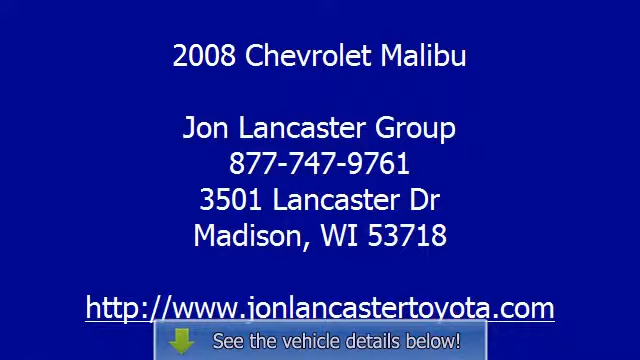 2008 Chevrolet Malibu
Jon Lancaster Group
877-747-9761
3501 Lancaster Dr
Madison, WI 53718
http://www.jonlancastertoyota.com
See the vehicle details below!